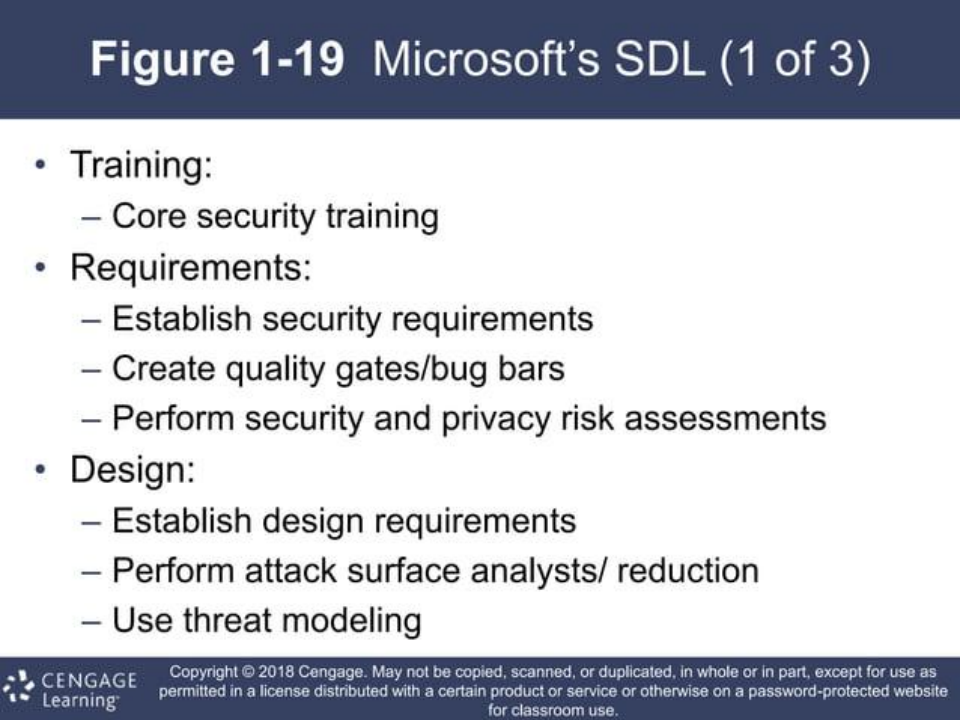 Figure 1-19 Microsoft’s SDL (1 of 3)
• Training:
– Core security training
• Requirements:
– Establish security requirements
– Create quality gates/bug bars
– Perform security and privacy risk assessments
• Design:
– Establish design requirements
– Perform attack surface analysts/ reduction
– Use threat modeling
CENGAGE
Learning
Copyright © 2018 Cengage. May not be copied, scanned, or duplicated, in whole or in part, except for use as
permitted in a license distributed with a certain product or service or otherwise on a password-protected website
for classroom use.